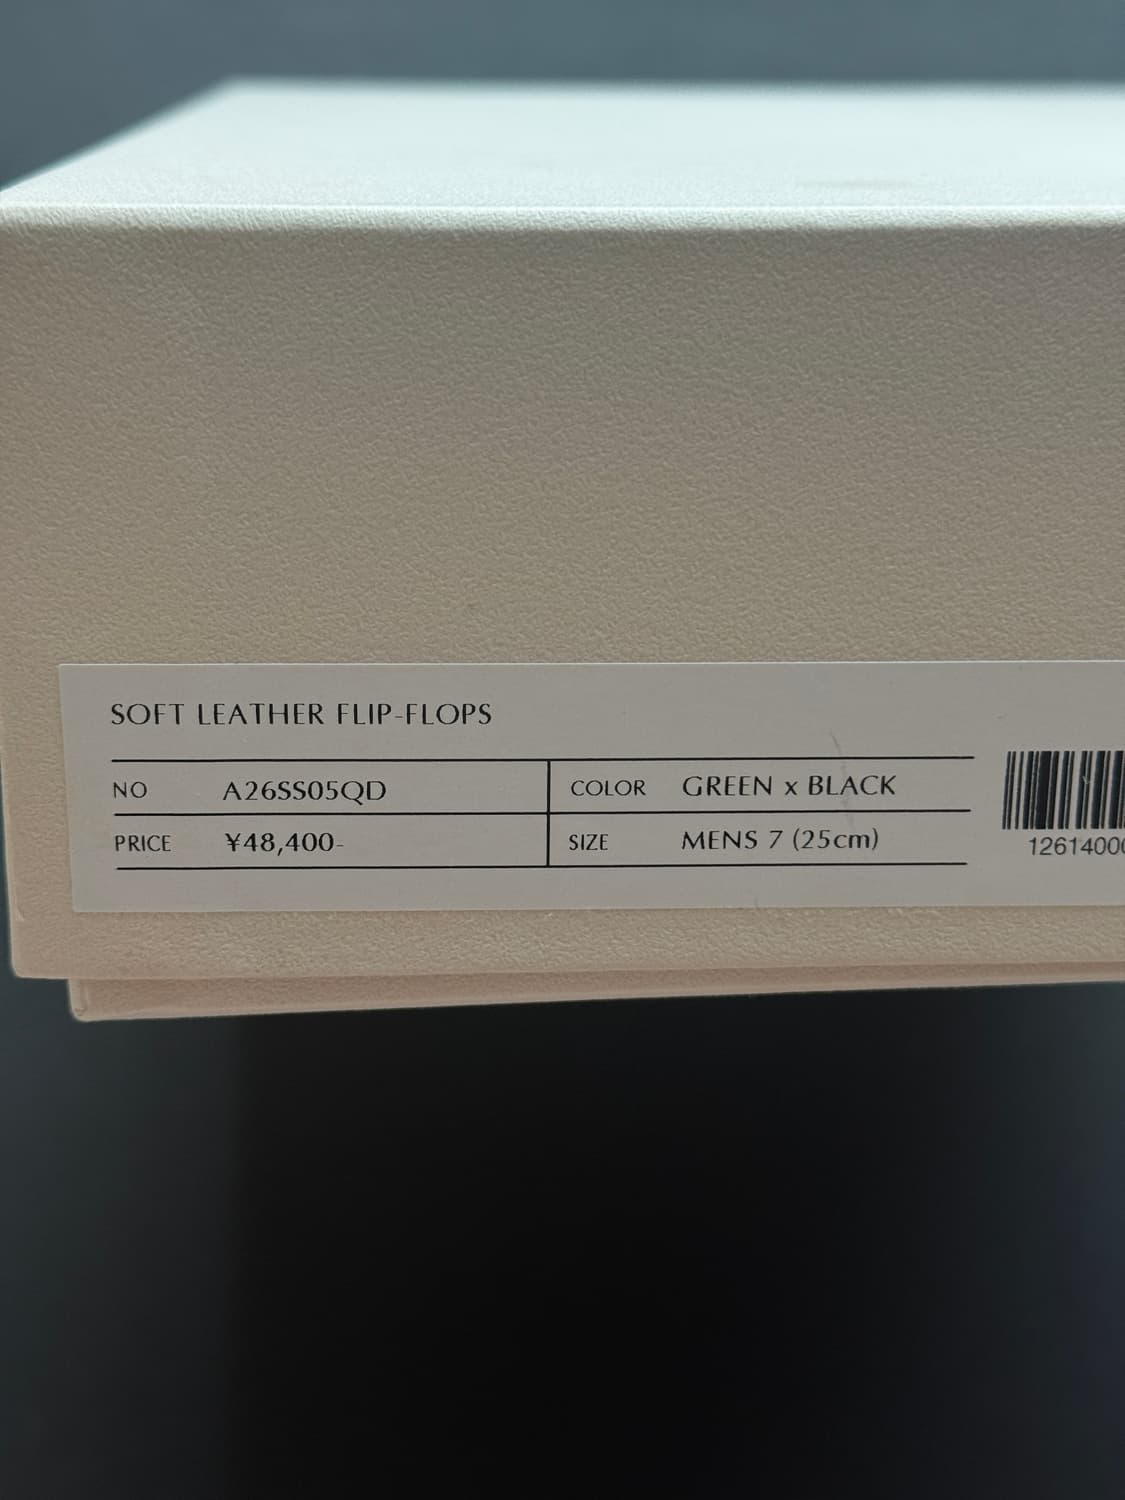 SOFT LEATHER FLIP-FLOPS
NO A26SS05QD COLOR GREEN x BLACK
PRICE ¥48,400- SIZE MENS 7 (25cm)
1261400